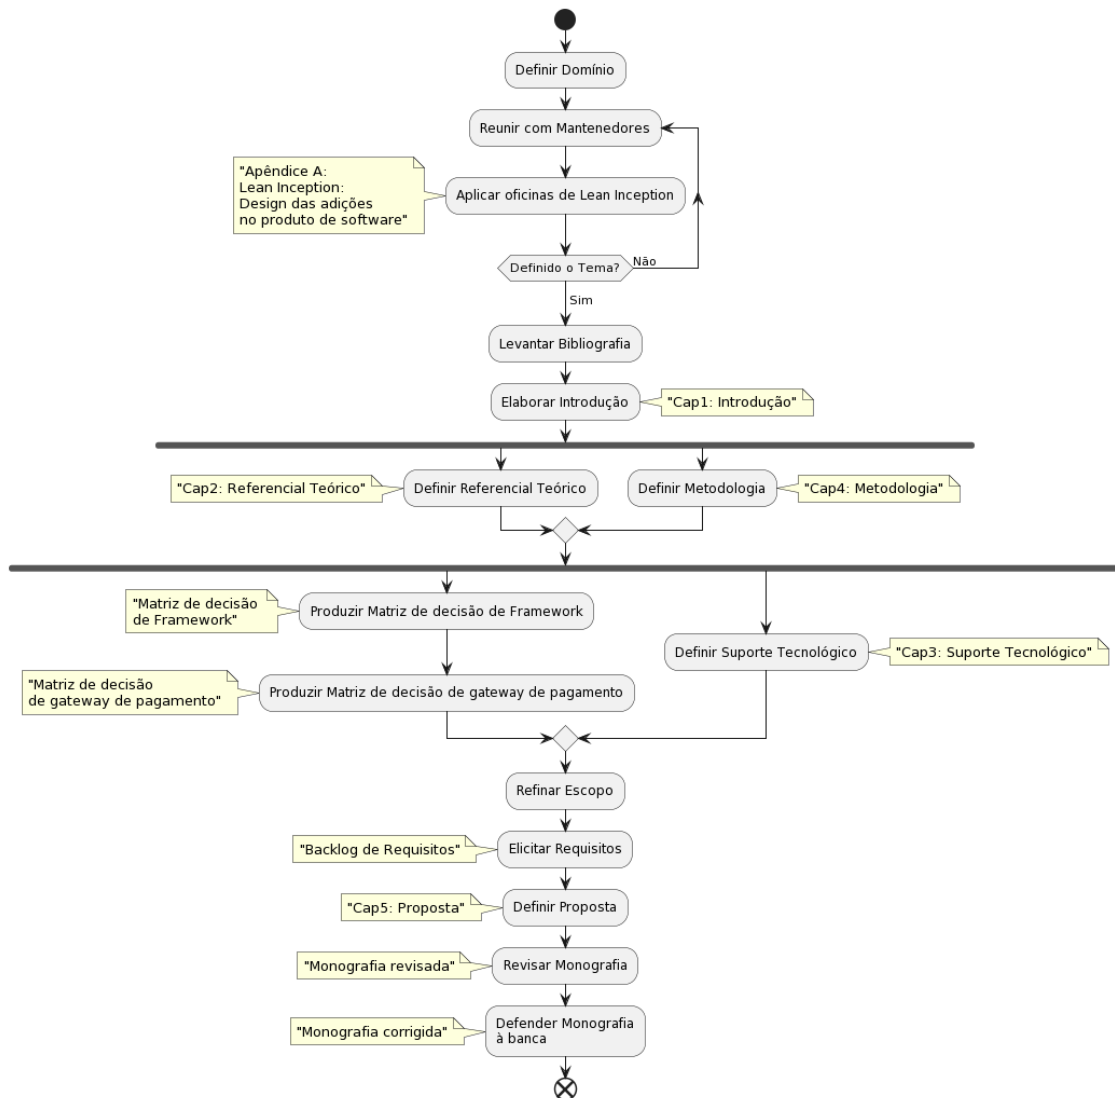 Definir Domínio
Reunir com Mantenedores
"Apêndice A:
Lean Inception:
Design das adições
no produto de software"
Aplicar oficinas de Lean Inception
Definido o Tema?
Não
Sim
Levantar Bibliografia
Elaborar Introdução
"Cap1: Introdução"
"Cap2: Referencial Teórico"
Definir Referencial Teórico
Definir Metodologia
"Cap4: Metodologia"
"Matriz de decisão
de Framework"
Produzir Matriz de decisão de Framework
Definir Suporte Tecnológico
"Cap3: Suporte Tecnológico"
"Matriz de decisão
de gateway de pagamento"
Produzir Matriz de decisão de gateway de pagamento
Refinar Escopo
"Backlog de Requisitos"
Elicitar Requisitos
"Cap5: Proposta"
Definir Proposta
"Monografia revisada"
Revisar Monografia
"Monografia corrigida"
Defender Monografia
à banca